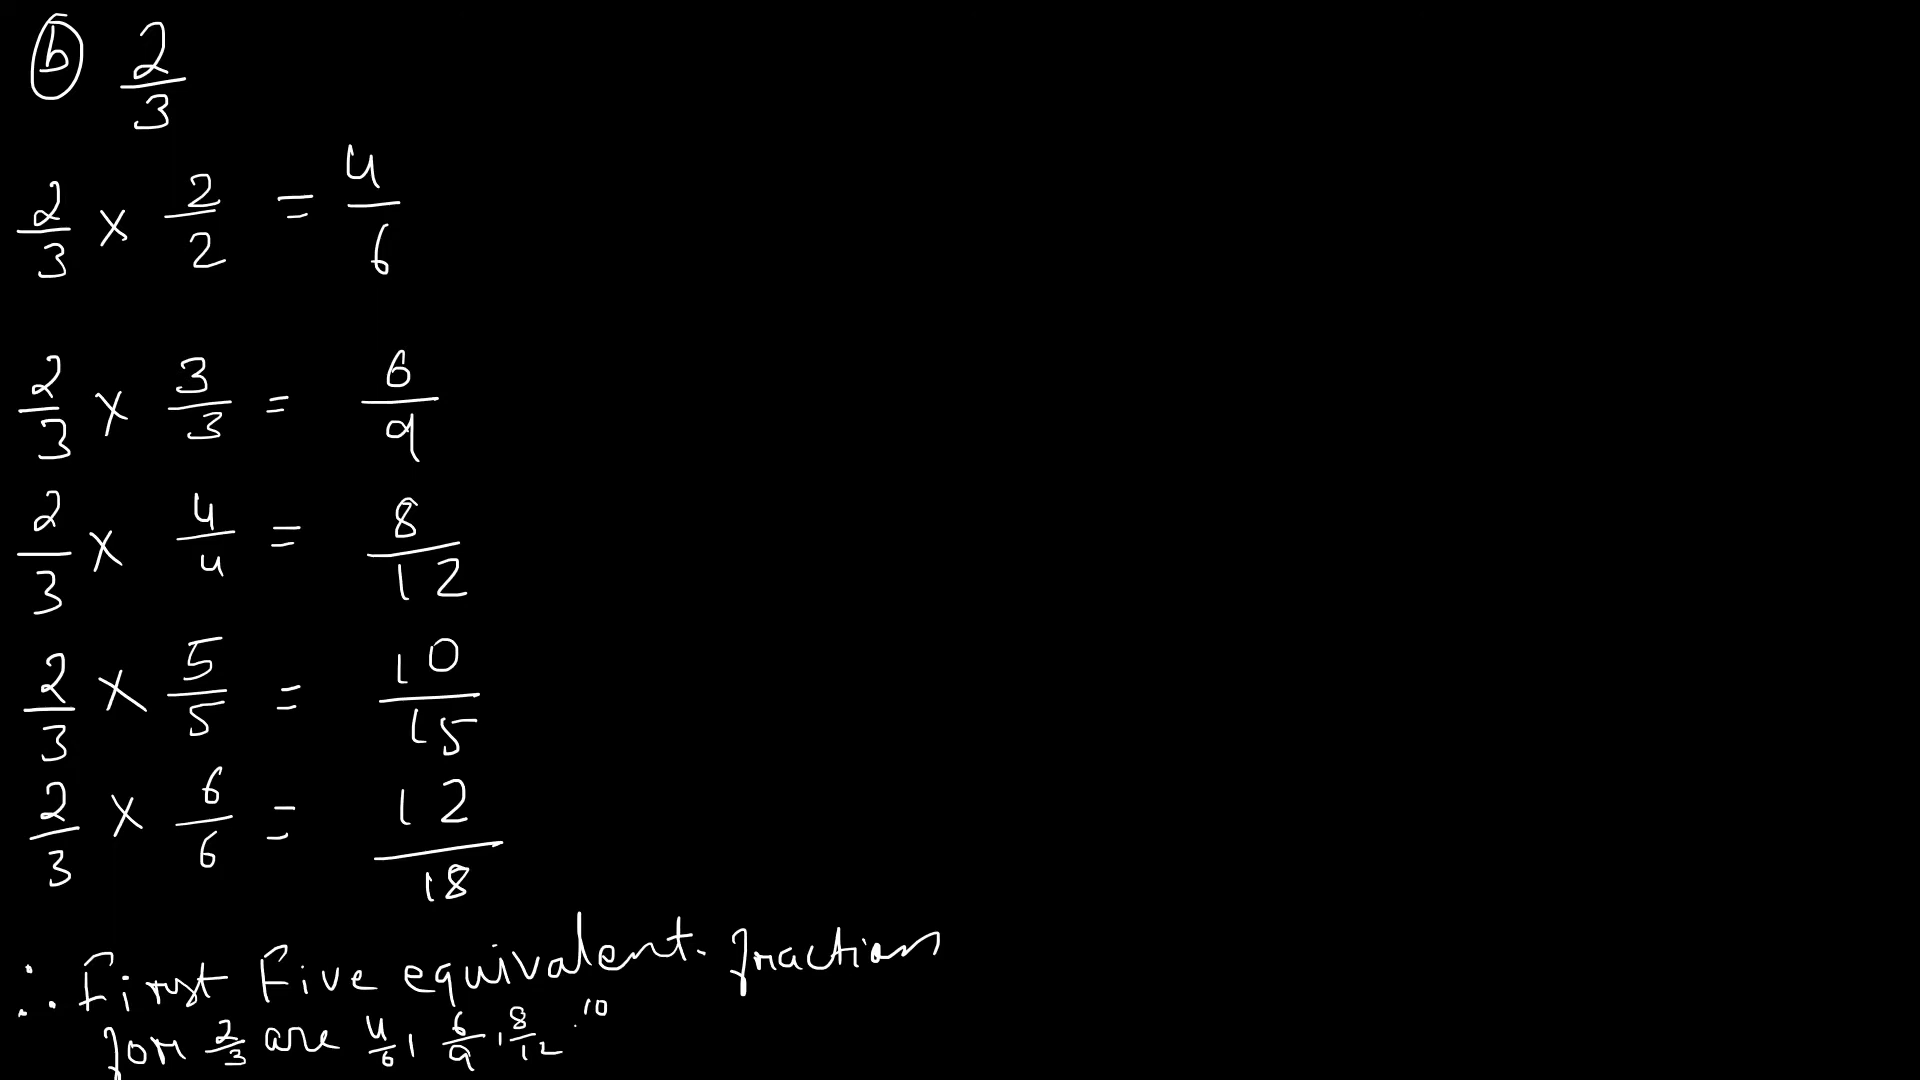 b 2/3
2/3 × 2/2 = 4/6
2/3 × 3/3 = 6/9
2/3 × 4/4 = 8/12
2/3 × 5/5 = 10/15
2/3 × 6/6 = 12/18
∴ First Five equivalent fractions
for 2/3 are 4/6, 6/9, 8/12, 10